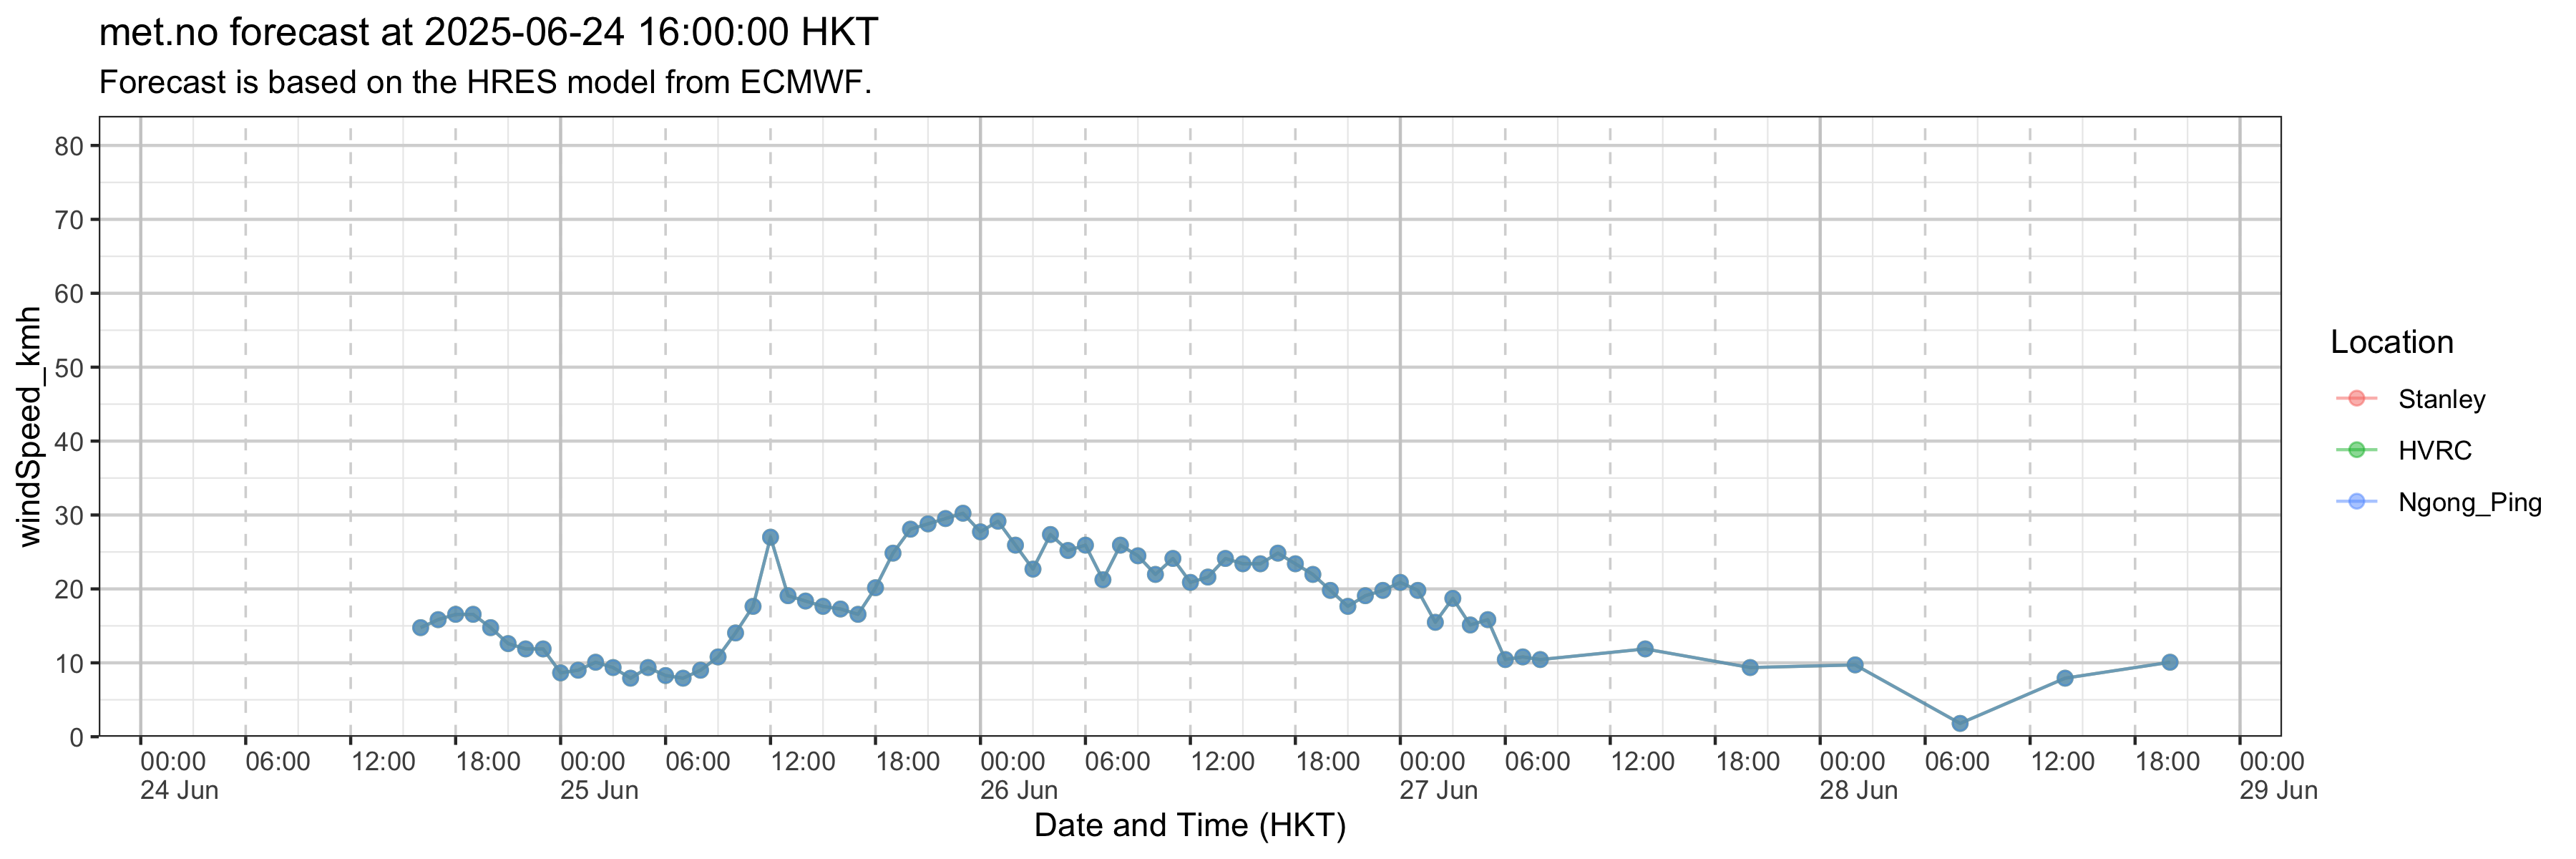 met.no forecast at 2025-06-24 16:00:00 HKT
Forecast is based on the HRES model from ECMWF.
80
70
60
50
40
30
20
10
0
windSpeed_kmh
00:00 06:00 12:00 18:00 00:00 06:00 12:00 18:00 00:00 06:00 12:00 18:00 00:00 06:00 12:00 18:00 00:00 06:00 12:00 18:00 00:00
24 Jun 25 Jun 26 Jun 27 Jun 28 Jun 29 Jun
Date and Time (HKT)
Location
Stanley
HVRC
Ngong_Ping